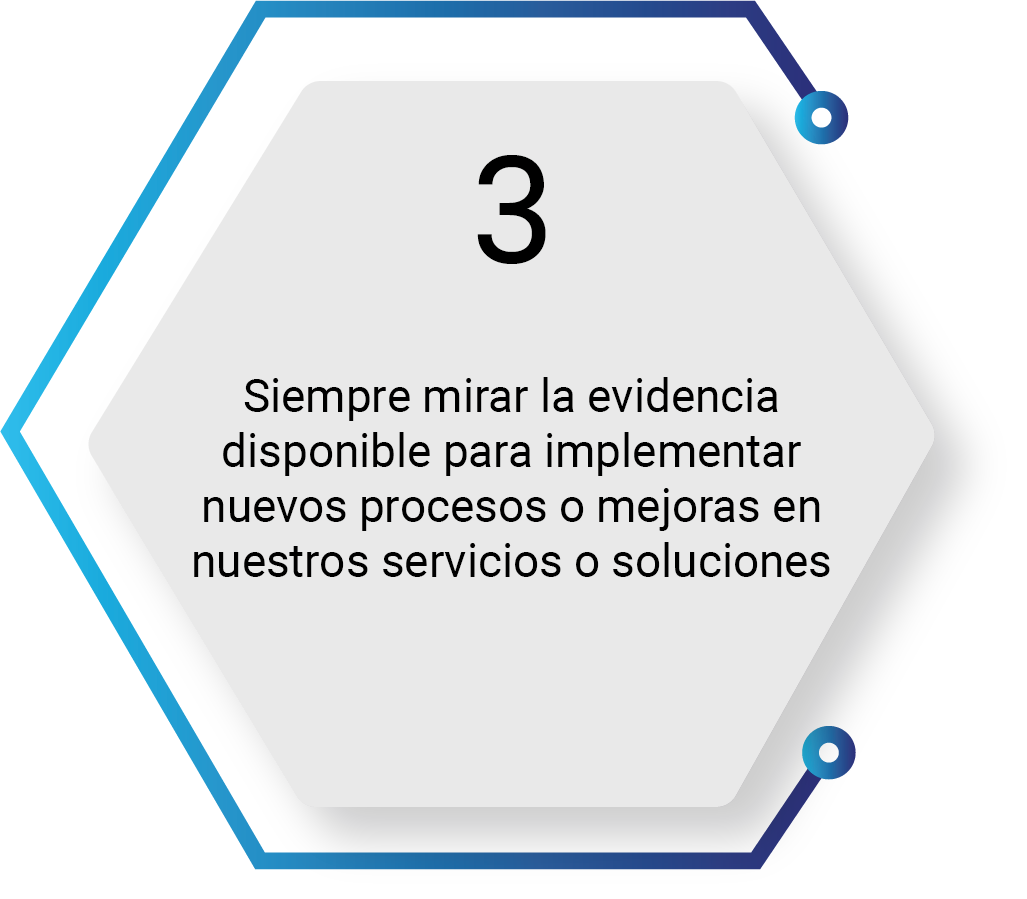 3
Siempre mirar la evidencia
disponible para implementar
nuevos procesos o mejoras en
nuestros servicios o soluciones